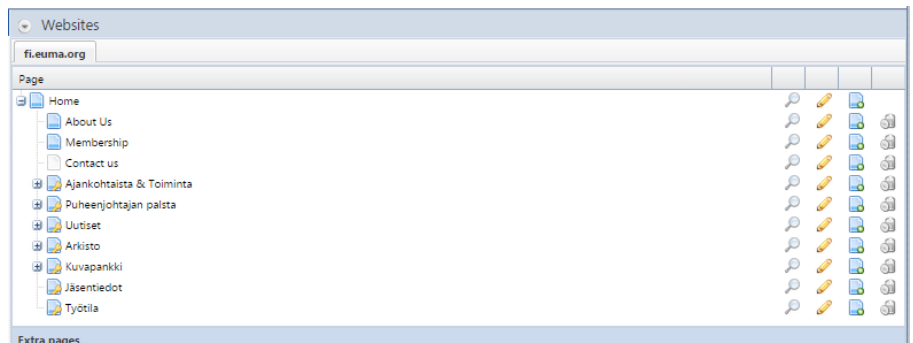 Websites
fi.euma.org
Page
Home
About Us
Membership
Contact us
Ajankohtaista & Toiminta
Puheenjohtajan palsta
Uutiset
Arkisto
Kuvapankki
Jäsentiedot
Työtila
Extra pages